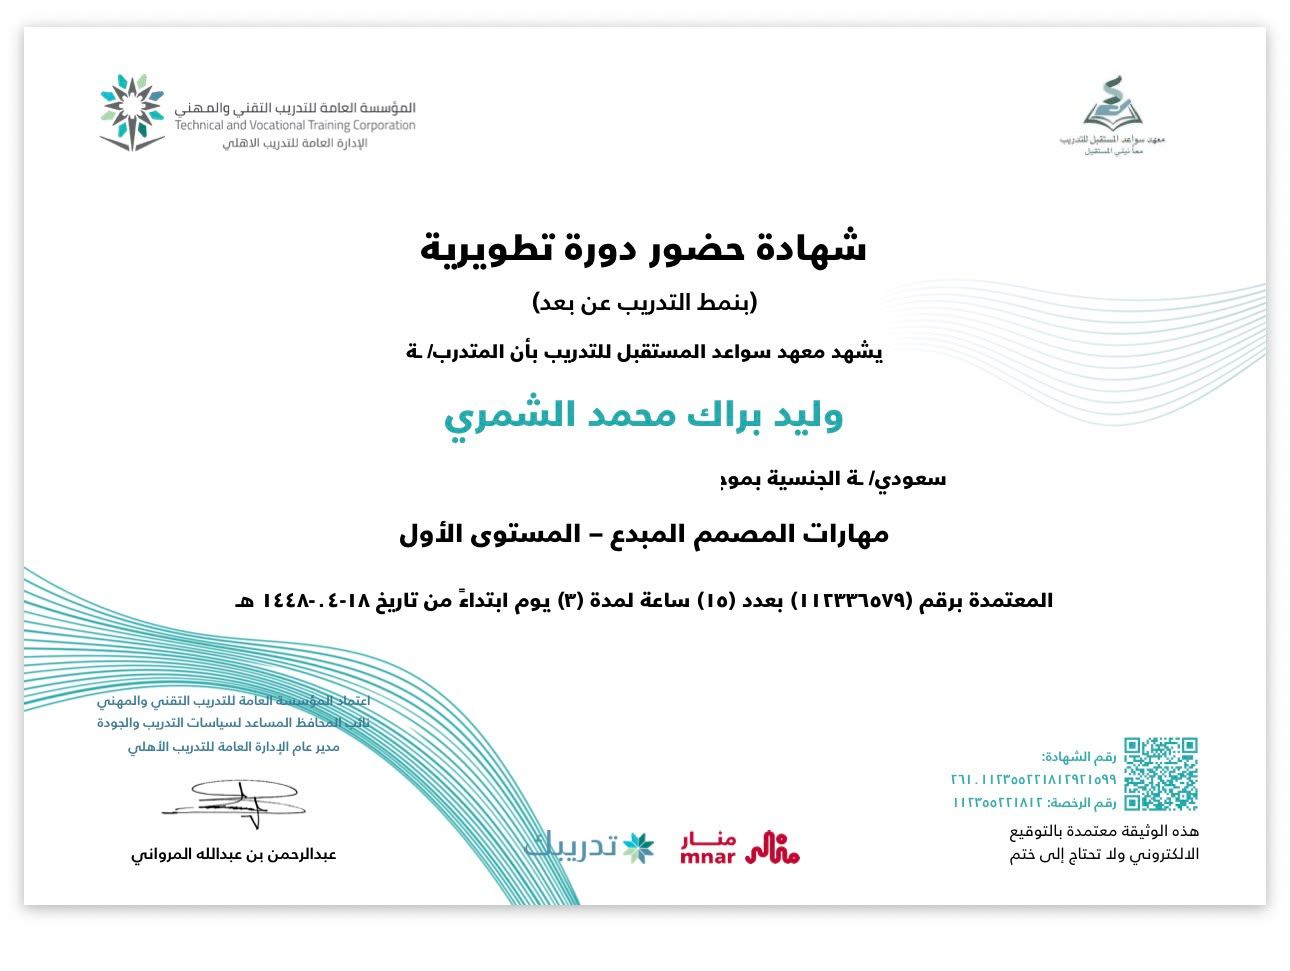 المؤسسة العامة للتدريب التقني والمهني
Technical and Vocational Training Corporation
الإدارة العامة للتدريب الاهلي
معهد سواعد المستقبل للتدريب
معاً نبني المستقبل
شهادة حضور دورة تطويرية
(بنمط التدريب عن بعد)
يشهد معهد سواعد المستقبل للتدريب بأن المتدرب/ ـة
وليد براك محمد الشمري
سعودي/ ـة الجنسية
مهارات المصمم المبدع – المستوى الأول
المعتمدة برقم (١١٢٣٣٦٥٧٩) بعدد (١٥) ساعة لمدة (٣) يوم ابتداءً من تاريخ ١٨-٠٤-١٤٤٨ هـ
اعتماد المؤسسة العامة للتدريب التقني والمهني
نائب المحافظ المساعد لسياسات التدريب والجودة
مدير عام الإدارة العامة للتدريب الأهلي
عبدالرحمن بن عبدالله المرواني
تدريبك
منار
mnar
رقم الشهادة:
٢٦١٠١١٢٣٥٥٢٢١٨١٢٩٢١٥٩٩
رقم الرخصة: ١١٢٣٥٥٢٢١٨١٢
هذه الوثيقة معتمدة بالتوقيع
الالكتروني ولا تحتاج إلى ختم